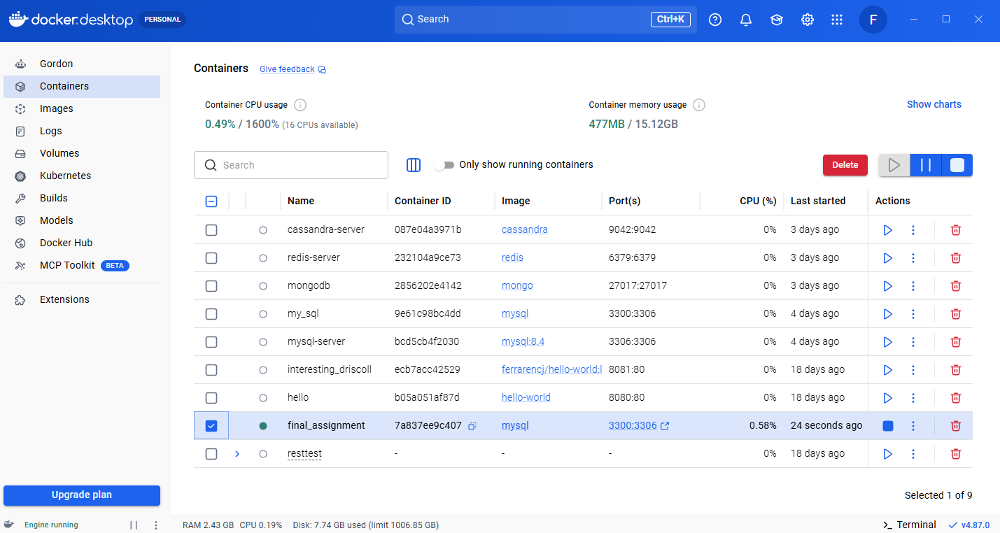 docker.desktop PERSONAL Search Ctrl+K F
Gordon
Containers
Images
Logs
Volumes
Kubernetes
Builds
Models
Docker Hub
MCP Toolkit BETA
Extensions
Upgrade plan
Containers Give feedback
Container CPU usage Container memory usage Show charts
0.49% / 1600% (16 CPUs available) 477MB / 15.12GB
Search Only show running containers Delete
Name Container ID Image Port(s) CPU (%) Last started Actions
cassandra-server 087e04a3971b cassandra 9042:9042 0% 3 days ago
redis-server 232104a9ce73 redis 6379:6379 0% 3 days ago
mongodb 2856202e4142 mongo 27017:27017 0% 3 days ago
my_sql 9e61c98bc4dd mysql 3300:3306 0% 4 days ago
mysql-server bcd5cb4f2030 mysql:8.4 3306:3306 0% 4 days ago
interesting_driscoll ecb7acc42529 ferrarencj/hello-world:l 8081:80 0% 18 days ago
hello b05a051af87d hello-world 8080:80 0% 18 days ago
final_assignment 7a837ee9c407 mysql 3300:3306 0.58% 24 seconds ago
resttest - - - 0% 18 days ago
Selected 1 of 9
Engine running RAM 2.43 GB CPU 0.19% Disk: 7.74 GB used (limit 1006.85 GB) Terminal v4.87.0